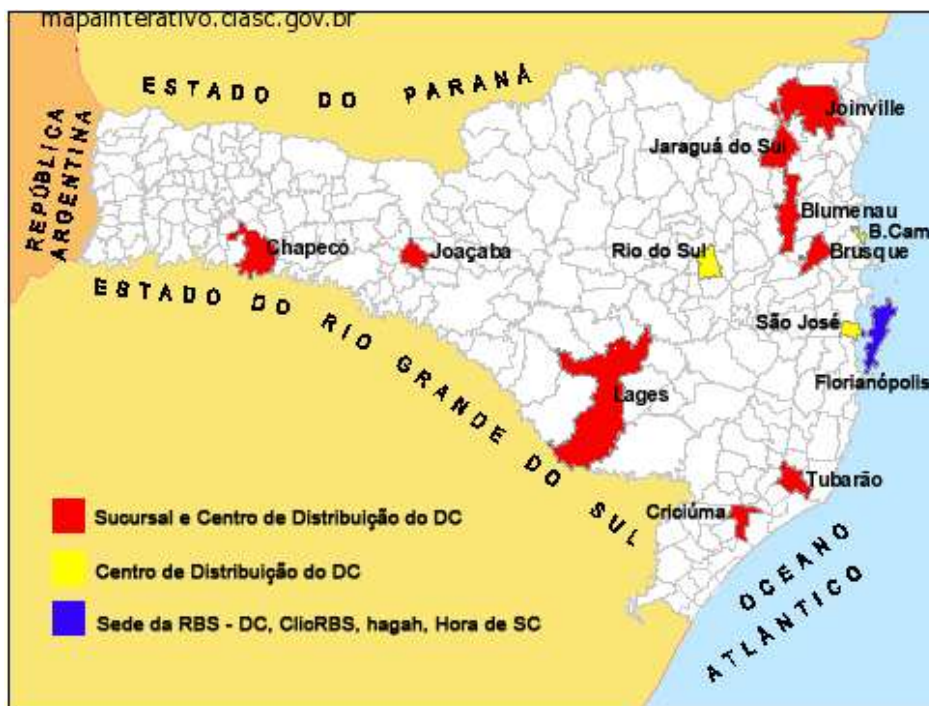 mapainterativo.ciasc.gov.br
ESTADO DO PARANÁ
REPÚBLICA
ARGENTINA
Joinville
Jaraguá do Sul
Blumenau
B.Cam
Brusque
Rio do Sul
Chapecó
Joaçaba
São José
Florianópolis
Lages
Tubarão
Criciúma
ESTADO DO RIO GRANDE DO SUL
OCEANO
ATLÂNTICO
Sucursal e Centro de Distribuição do DC
Centro de Distribuição do DC
Sede da RBS - DC, ClicRBS, hagah, Hora de SC